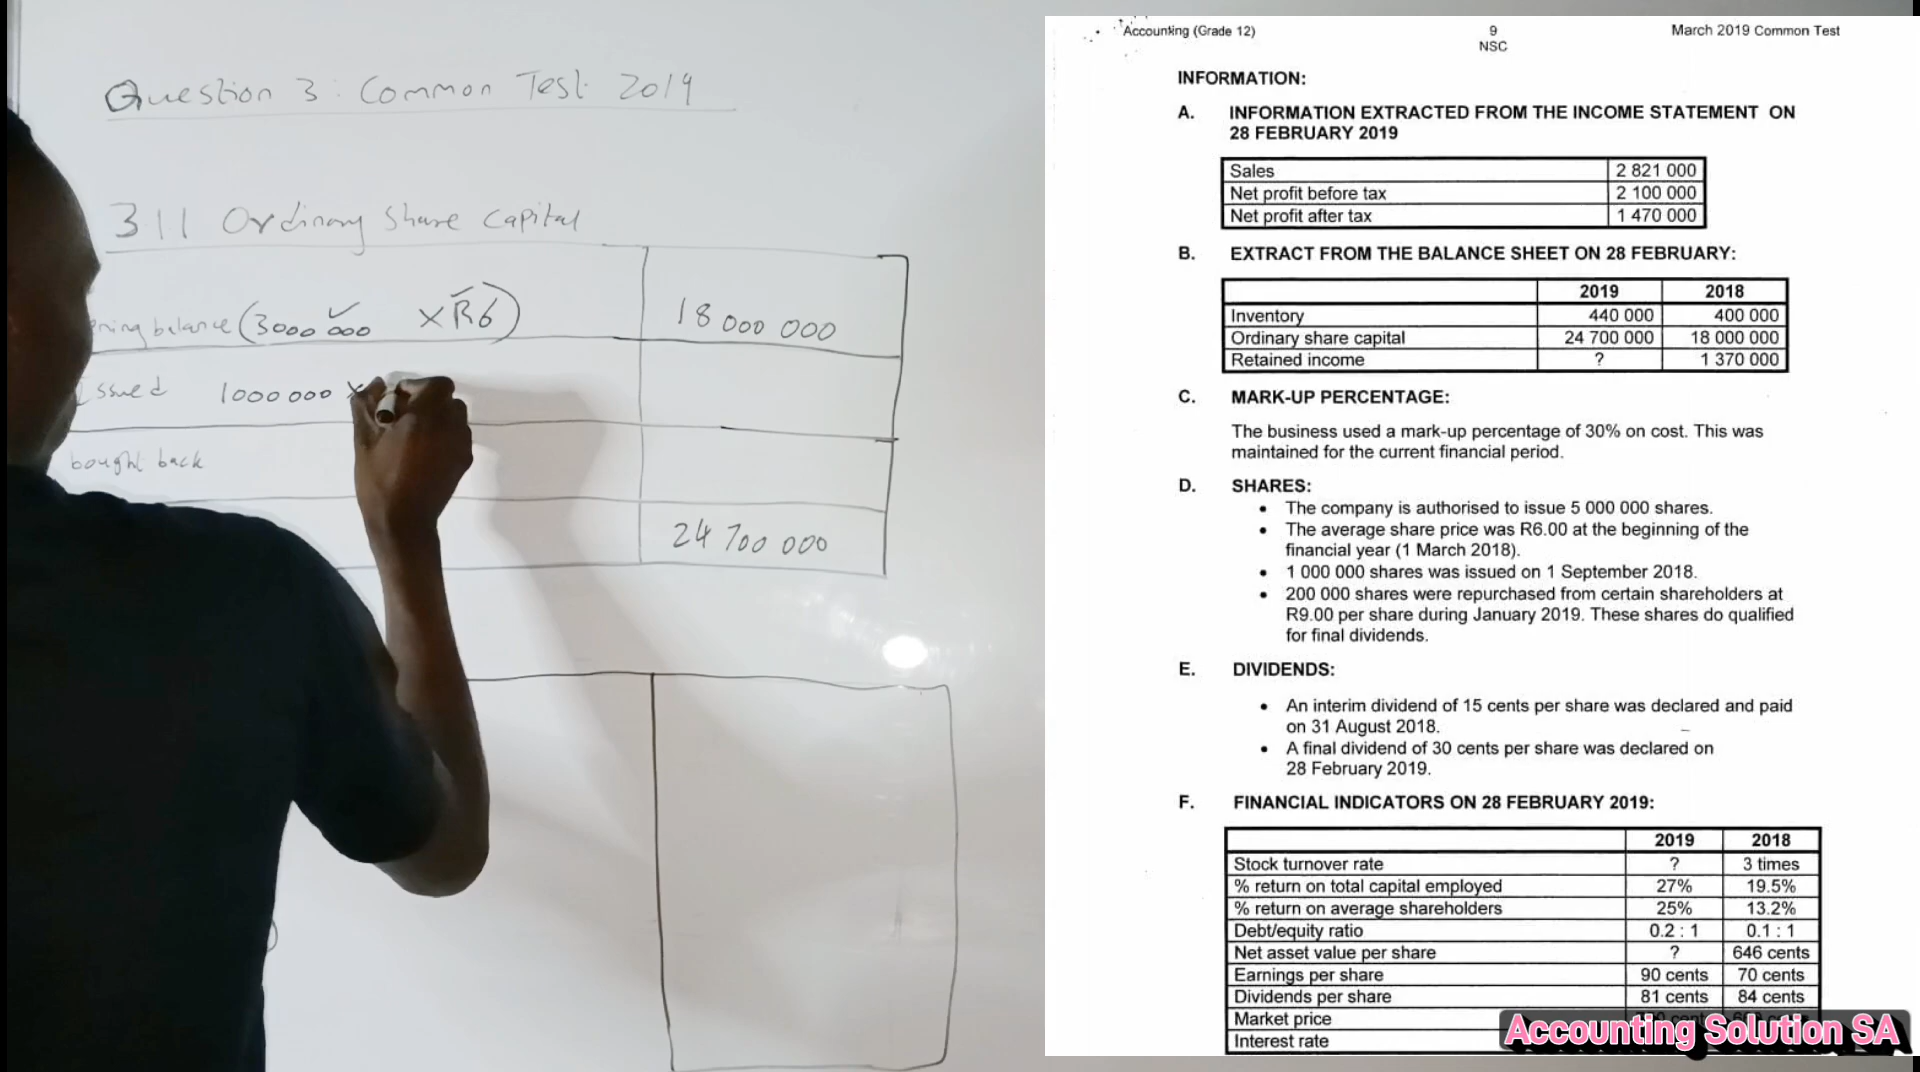 Question 3 : Common Test 2019
3.1.1 Ordinary Share Capital
ning balance (3000 000 ×R6)
18 000 000
Issued 1000 000 ×
bought back
24 700 000
Accounting (Grade 12)
9
NSC
March 2019 Common Test
INFORMATION:
A. INFORMATION EXTRACTED FROM THE INCOME STATEMENT ON
28 FEBRUARY 2019
Sales 2 821 000
Net profit before tax 2 100 000
Net profit after tax 1 470 000
B. EXTRACT FROM THE BALANCE SHEET ON 28 FEBRUARY:
2019 2018
Inventory 440 000 400 000
Ordinary share capital 24 700 000 18 000 000
Retained income ? 1 370 000
C. MARK-UP PERCENTAGE:
The business used a mark-up percentage of 30% on cost. This was
maintained for the current financial period.
D. SHARES:
• The company is authorised to issue 5 000 000 shares.
• The average share price was R6.00 at the beginning of the
financial year (1 March 2018).
• 1 000 000 shares was issued on 1 September 2018.
• 200 000 shares were repurchased from certain shareholders at
R9.00 per share during January 2019. These shares do qualified
for final dividends.
E. DIVIDENDS:
• An interim dividend of 15 cents per share was declared and paid
on 31 August 2018.
• A final dividend of 30 cents per share was declared on
28 February 2019.
F. FINANCIAL INDICATORS ON 28 FEBRUARY 2019:
2019 2018
Stock turnover rate ? 3 times
% return on total capital employed 27% 19.5%
% return on average shareholders 25% 13.2%
Debt/equity ratio 0.2 : 1 0.1 : 1
Net asset value per share ? 646 cents
Earnings per share 90 cents 70 cents
Dividends per share 81 cents 84 cents
Market price
Interest rate
Accounting Solution SA